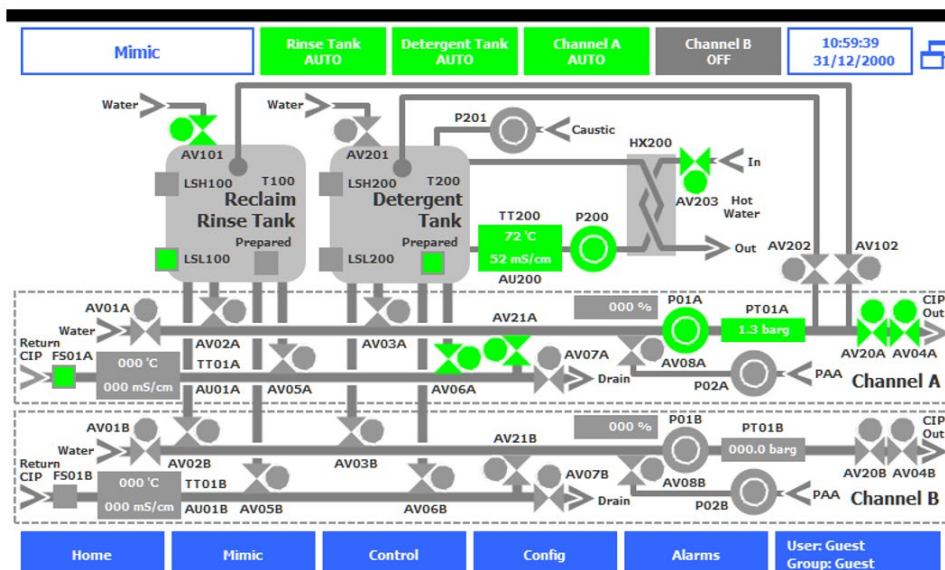 Mimic
Rinse Tank
AUTO
Detergent Tank
AUTO
Channel A
AUTO
Channel B
OFF
10:59:39
31/12/2000
Water
AV101
Water
AV201
P201
Caustic
HX200
In
AV203
Hot
Water
Out
LSH100
T100
Reclaim
Rinse Tank
Prepared
LSL100
LSH200
T200
Detergent
Tank
Prepared
LSL200
TT200
72 °C
52 mS/cm
AU200
P200
AV202
AV102
AV01A
Water
AV02A
AV03A
AV21A
000 %
P01A
PT01A
1.3 barg
CIP
Out
AV20A
AV04A
Return
CIP
FS01A
000 °C
000 mS/cm
TT01A
AU01A
AV05A
AV06A
AV07A
Drain
AV08A
P02A
PAA
Channel A
AV01B
Water
AV02B
AV03B
AV21B
000 %
P01B
PT01B
000.0 barg
CIP
Out
AV20B
AV04B
Return
CIP
FS01B
000 °C
000 mS/cm
TT01B
AU01B
AV05B
AV06B
AV07B
Drain
AV08B
P02B
PAA
Channel B
Home
Mimic
Control
Config
Alarms
User: Guest
Group: Guest